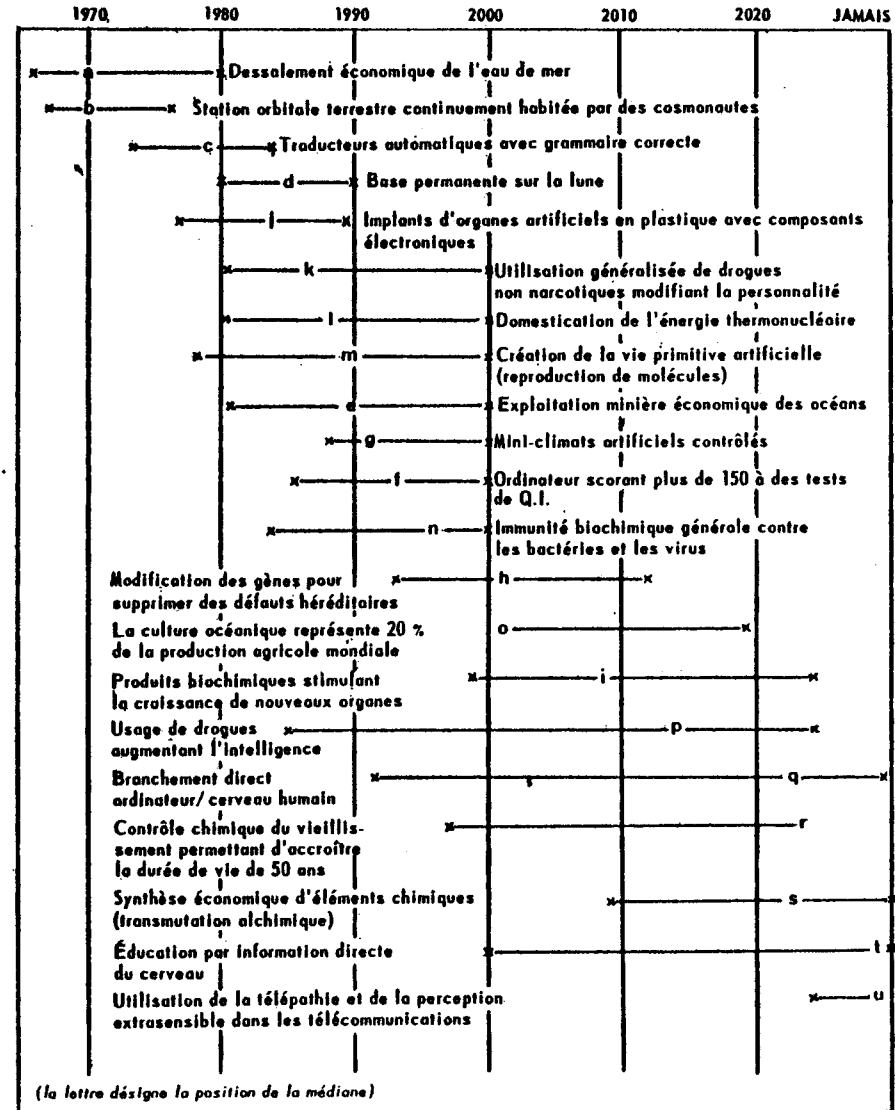 1970 1980 1990 2000 2010 2020 JAMAIS
a Dessalement économique de l'eau de mer
b Station orbitale terrestre continuement habitée par des cosmonautes
c Traducteurs automatiques avec grammaire correcte
d Base permanente sur la lune
j Implants d'organes artificiels en plastique avec composants
électroniques
k Utilisation généralisée de drogues
non narcotiques modifiant la personnalité
l Domestication de l'énergie thermonucléaire
m Création de la vie primitive artificielle
(reproduction de molécules)
e Exploitation minière économique des océans
g Mini-climats artificiels contrôlés
f Ordinateur scorant plus de 150 à des tests
de Q.I.
n Immunité biochimique générale contre
les bactéries et les virus
Modification des gènes pour h
supprimer des défauts héréditaires
La culture océanique représente 20 % o
de la production agricole mondiale
Produits biochimiques stimulant i
la croissance de nouveaux organes
Usage de drogues p
augmentant l'intelligence
Branchement direct q
ordinateur/cerveau humain
Contrôle chimique du vieillis- r
sement permettant d'accroître
la durée de vie de 50 ans
Synthèse économique d'éléments chimiques s
(transmutation alchimique)
Éducation par information directe t
du cerveau
Utilisation de la télépathie et de la perception u
extrasensible dans les télécommunications
(la lettre désigne la position de la médiane)